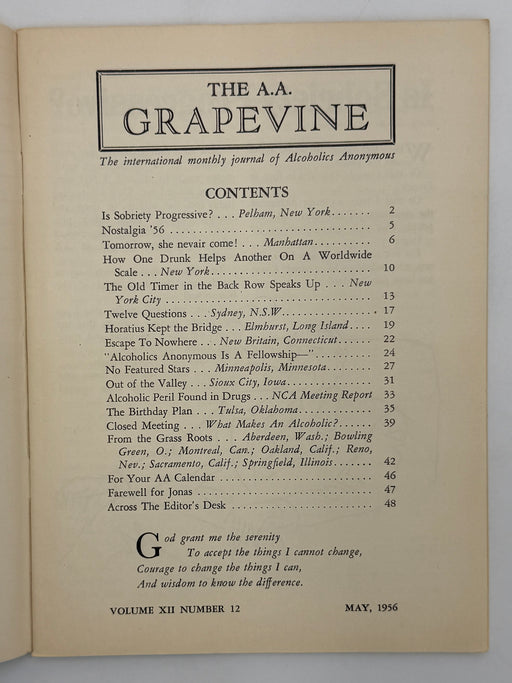 THE A.A.
GRAPEVINE
The international monthly journal of Alcoholics Anonymous
CONTENTS
Is Sobriety Progressive? . . . Pelham, New York....... 2
Nostalgia '56 .............................. 5
Tomorrow, she nevair come! . . . Manhattan.......... 6
How One Drunk Helps Another On A Worldwide
Scale . . . New York............................ 10
The Old Timer in the Back Row Speaks Up . . . New
York City .................................... 13
Twelve Questions . . . Sydney, N.S.W................ 17
Horatius Kept the Bridge . . . Elmhurst, Long Island.... 19
Escape To Nowhere . . . New Britain, Connecticut...... 22
"Alcoholics Anonymous Is A Fellowship—".......... 24
No Featured Stars . . . Minneapolis, Minnesota........ 27
Out of the Valley . . . Sioux City, Iowa.............. 31
Alcoholic Peril Found in Drugs . . . NCA Meeting Report 33
The Birthday Plan . . . Tulsa, Oklahoma............. 35
Closed Meeting . . . What Makes An Alcoholic?...... 39
From the Grass Roots . . . Aberdeen, Wash.; Bowling
Green, O.; Montreal, Can.; Oakland, Calif.; Reno,
Nev.; Sacramento, Calif.; Springfield, Illinois....... 42
For Your AA Calendar .......................... 46
Farewell for Jonas .............................. 47
Across The Editor's Desk ........................ 48
God grant me the serenity
To accept the things I cannot change,
Courage to change the things I can,
And wisdom to know the difference.
VOLUME XII NUMBER 12 MAY, 1956